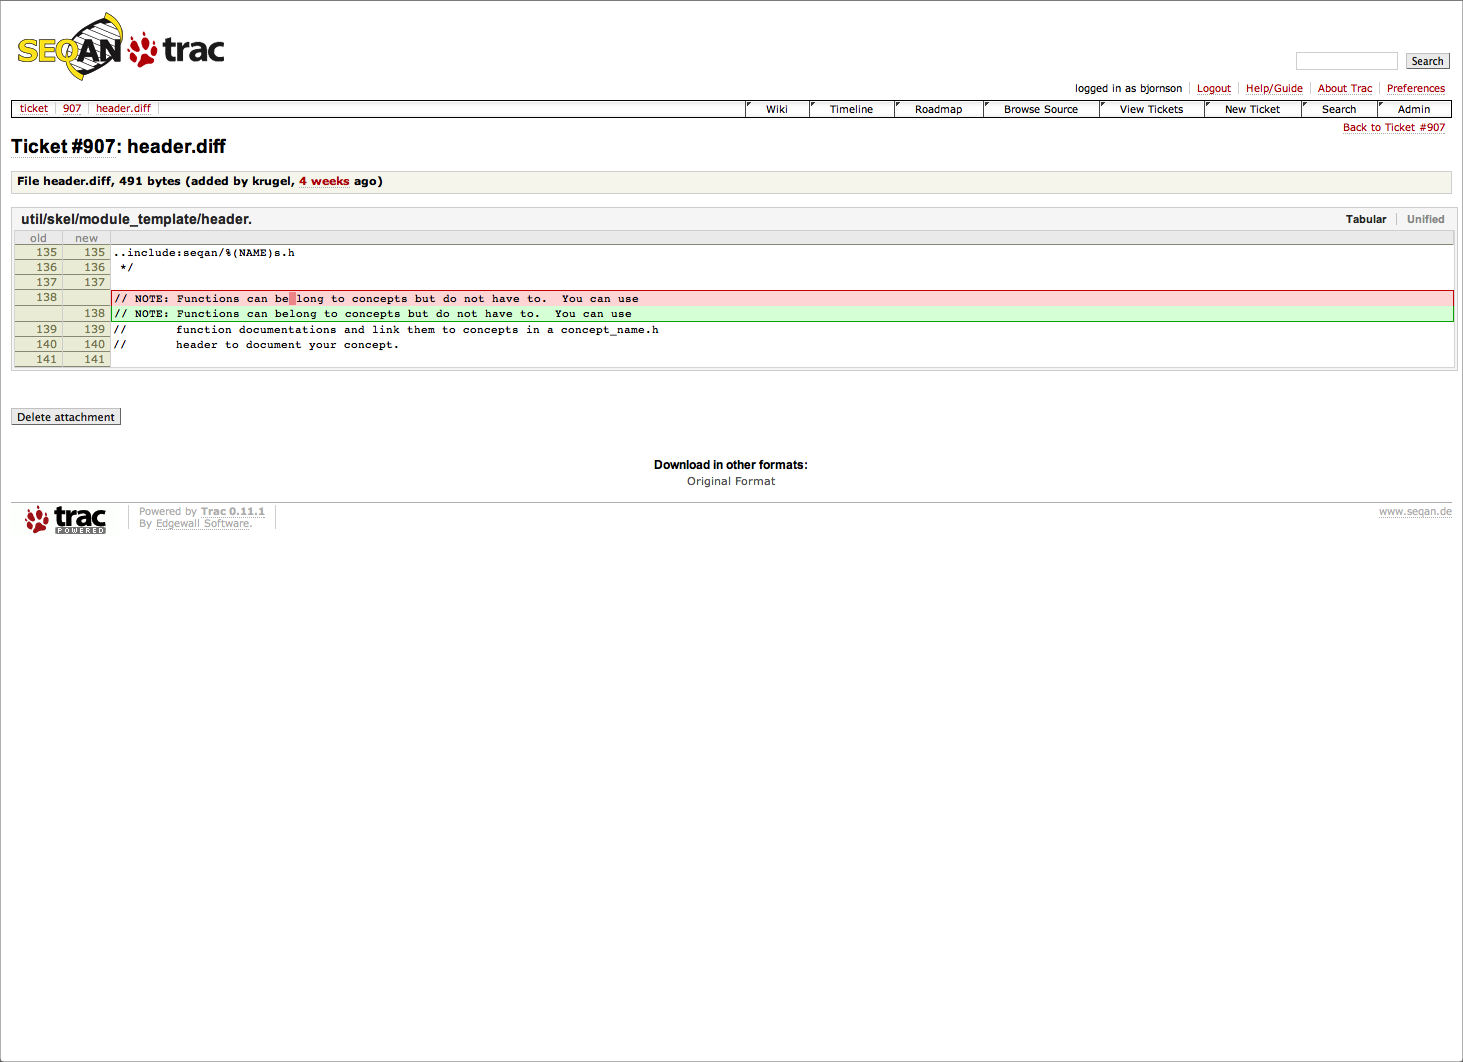 SEQAN trac
Search
logged in as bjornson Logout Help/Guide About Trac Preferences
ticket 907 header.diff Wiki Timeline Roadmap Browse Source View Tickets New Ticket Search Admin
Back to Ticket #907
Ticket #907: header.diff
File header.diff, 491 bytes (added by krugel, 4 weeks ago)
util/skel/module_template/header. Tabular Unified
old new
135 135 ..include:seqan/%(NAME)s.h
136 136 */
137 137
138 // NOTE: Functions can be long to concepts but do not have to.  You can use
138 // NOTE: Functions can belong to concepts but do not have to.  You can use
139 139 //       function documentations and link them to concepts in a concept_name.h
140 140 //       header to document your concept.
141 141
Delete attachment
Download in other formats:
Original Format
trac POWERED
Powered by Trac 0.11.1
By Edgewall Software.
www.seqan.de